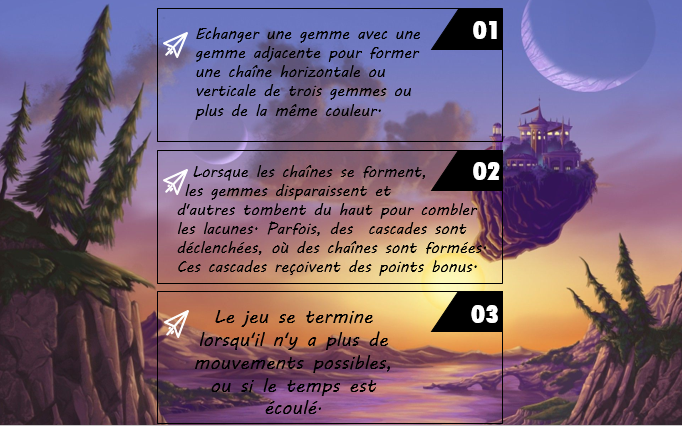 01
Echanger une gemme avec une
gemme adjacente pour former
une chaîne horizontale ou
verticale de trois gemmes ou
plus de la même couleur.
02
Lorsque les chaînes se forment,
les gemmes disparaissent et
d'autres tombent du haut pour combler
les lacunes. Parfois, des cascades sont
déclenchées, où des chaînes sont formées.
Ces cascades reçoivent des points bonus.
03
Le jeu se termine
lorsqu'il n'y a plus de
mouvements possibles,
ou si le temps est
écoulé.